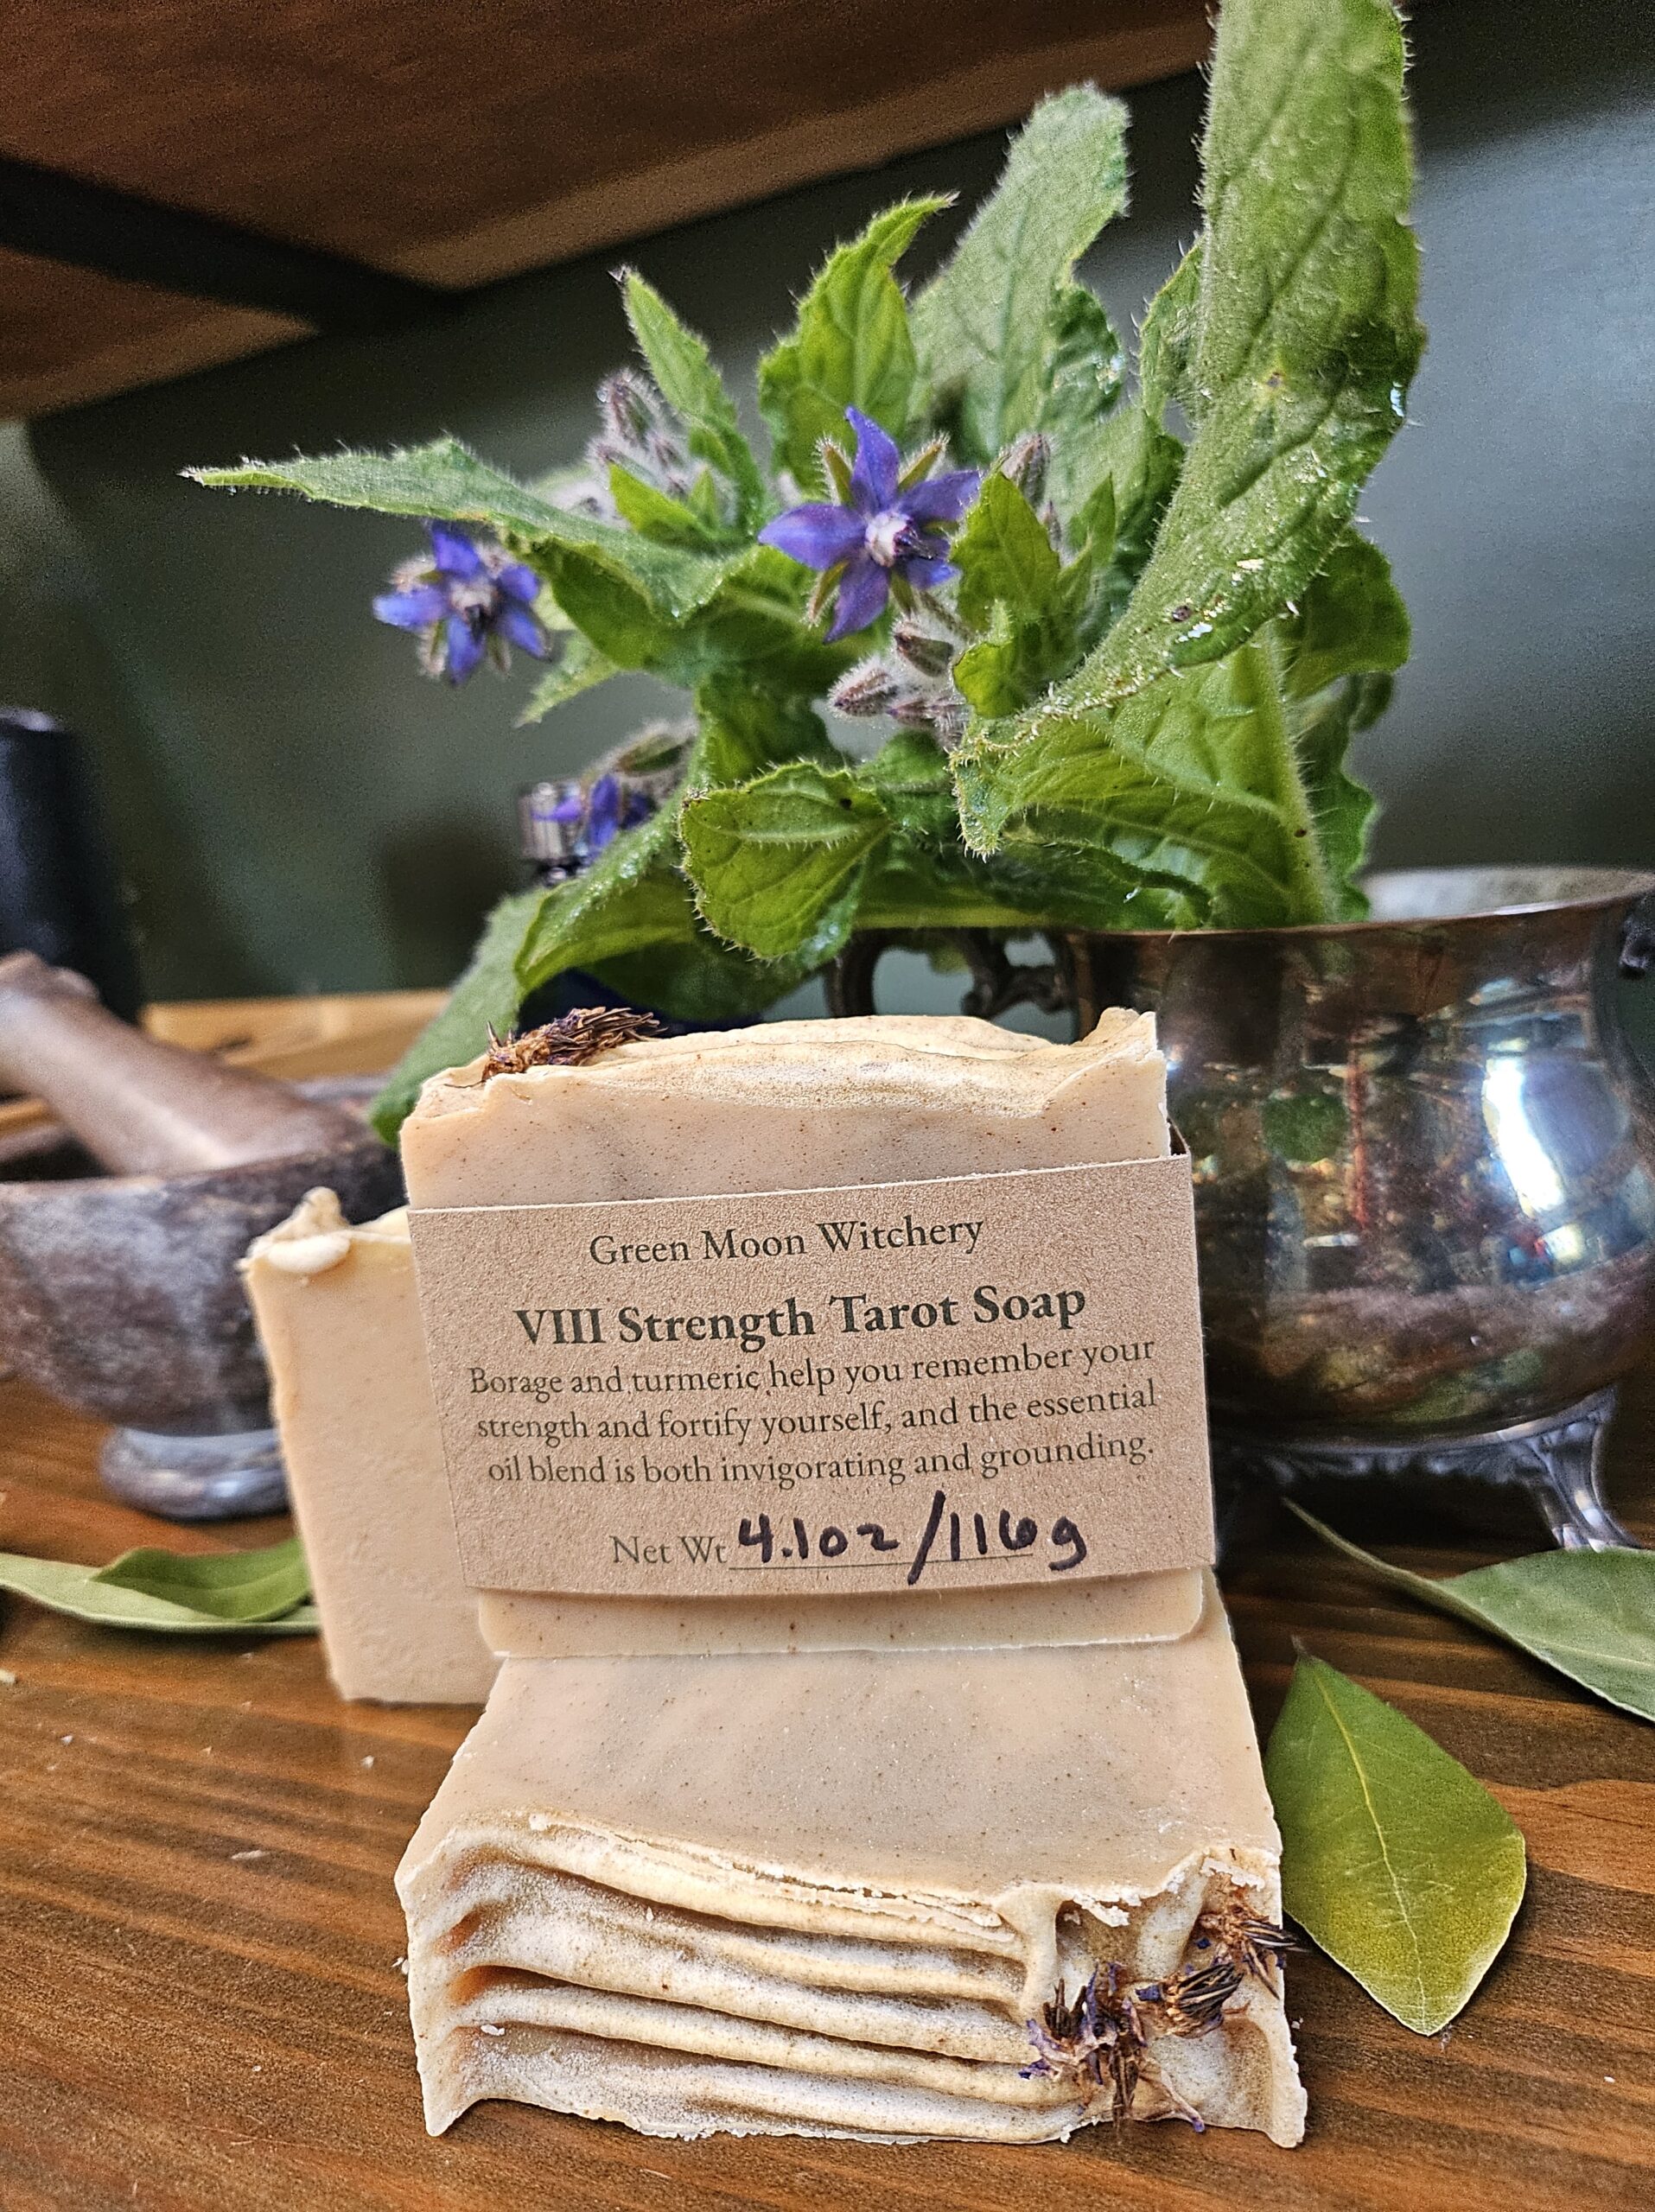 Green Moon Witchery
VIII Strength Tarot Soap
Borage and turmeric help you remember your
strength and fortify yourself, and the essential
oil blend is both invigorating and grounding.
Net Wt 4.1oz/116g